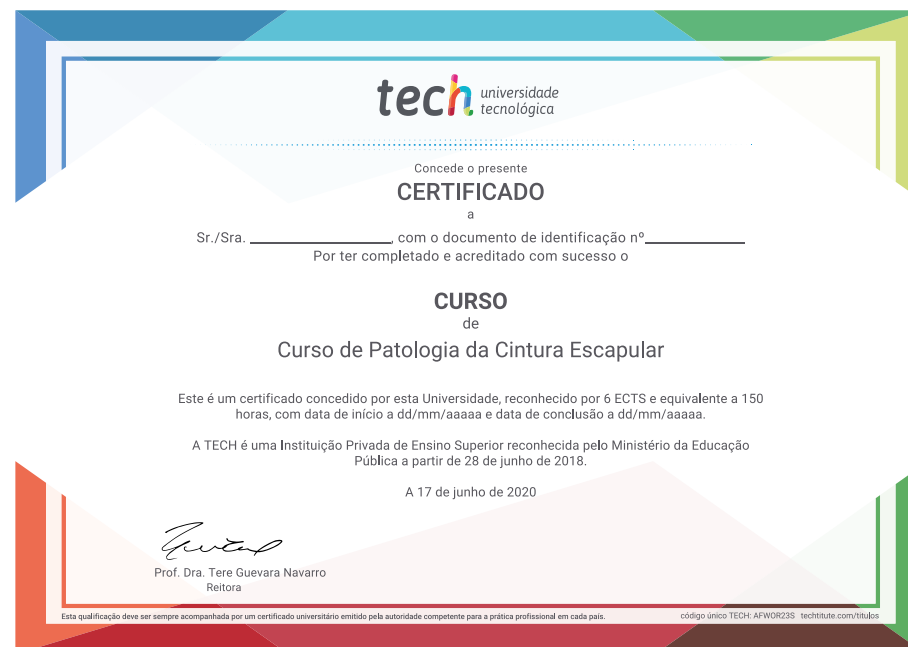 tech universidade
tecnológica
Concede o presente
CERTIFICADO
a
Sr./Sra. ____________________, com o documento de identificação nº______________
Por ter completado e acreditado com sucesso o
CURSO
de
Curso de Patologia da Cintura Escapular
Este é um certificado concedido por esta Universidade, reconhecido por 6 ECTS e equivalente a 150
horas, com data de início a dd/mm/aaaaa e data de conclusão a dd/mm/aaaaa.
A TECH é uma Instituição Privada de Ensino Superior reconhecida pelo Ministério da Educação
Pública a partir de 28 de junho de 2018.
A 17 de junho de 2020
Prof. Dra. Tere Guevara Navarro
Reitora
Esta qualificação deve ser sempre acompanhada por um certificado universitário emitido pela autoridade competente para a prática profissional em cada país.
código único TECH: AFWOR23S techtitute.com/titulos